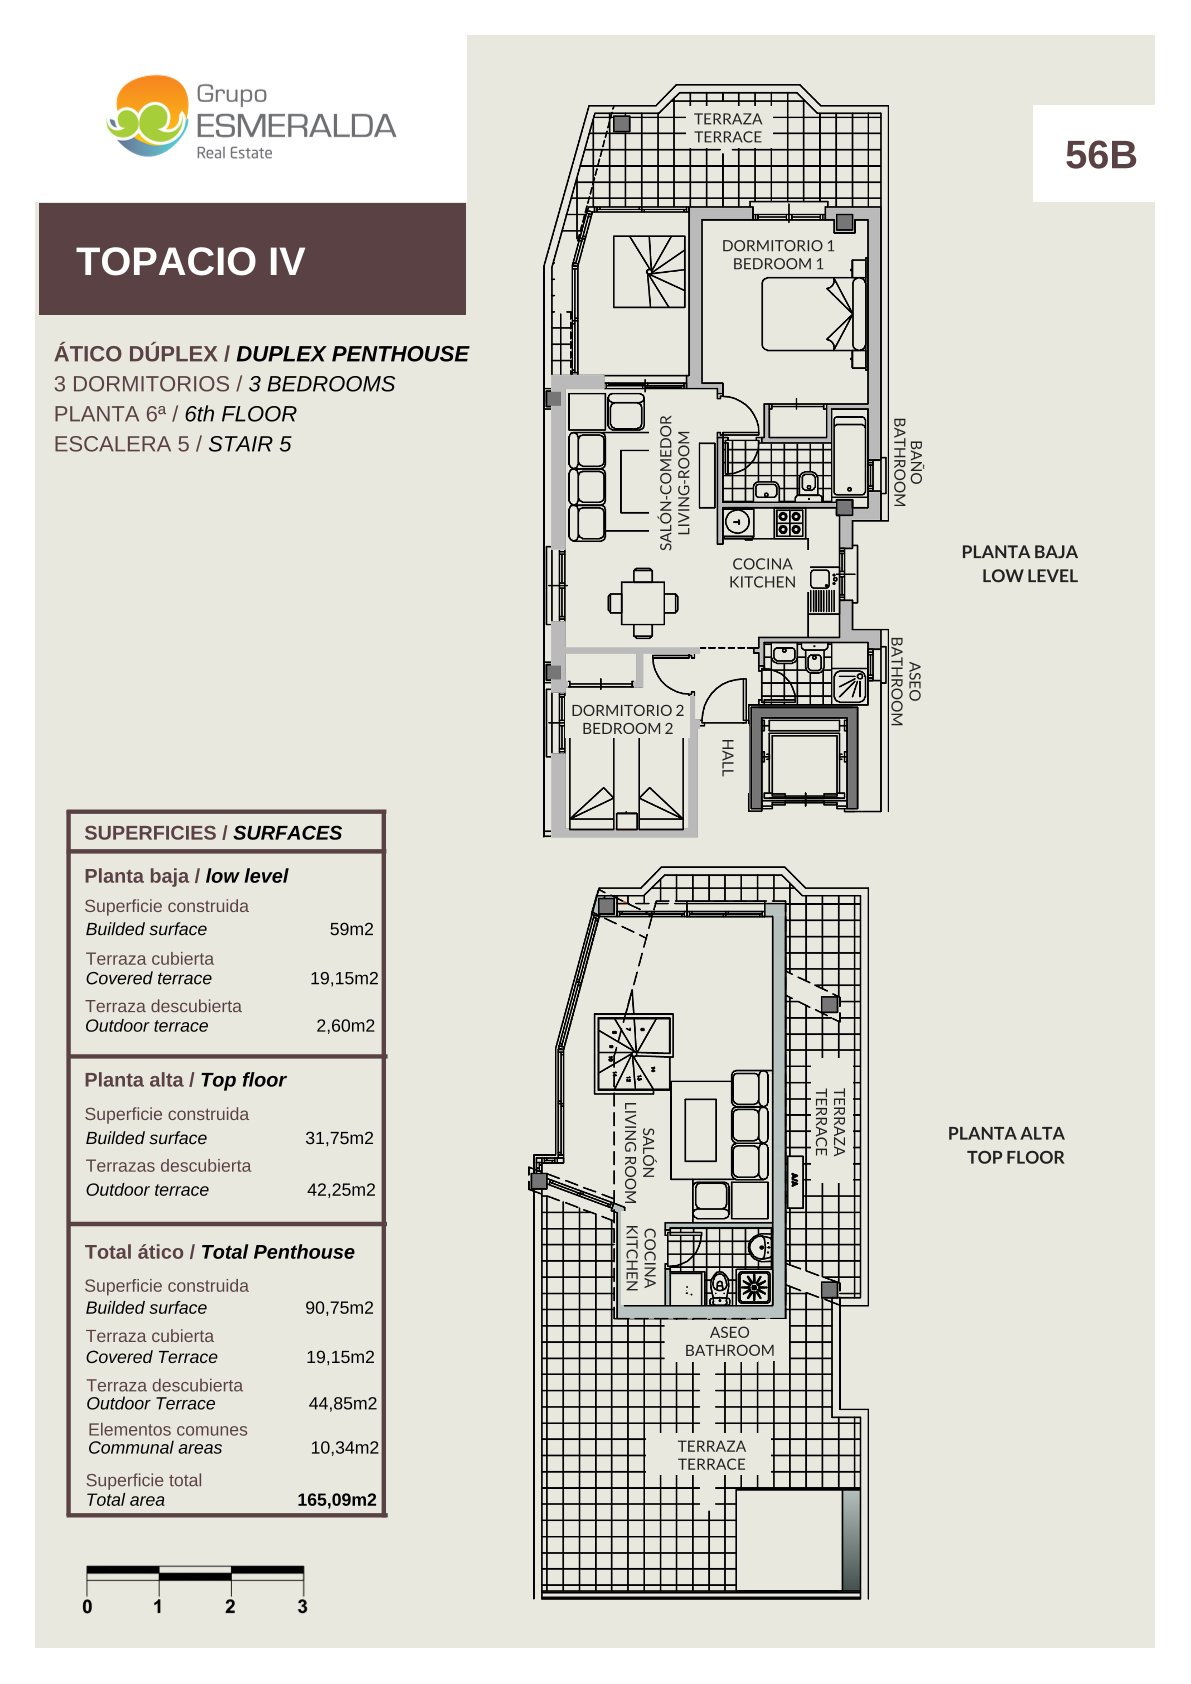 Grupo
ESMERALDA
Real Estate
56B
TOPACIO IV
ÁTICO DÚPLEX / DUPLEX PENTHOUSE
3 DORMITORIOS / 3 BEDROOMS
PLANTA 6ª / 6th FLOOR
ESCALERA 5 / STAIR 5
TERRAZA
TERRACE
DORMITORIO 1
BEDROOM 1
SALÓN-COMEDOR
LIVING-ROOM
BAÑO
BATHROOM
COCINA
KITCHEN
PLANTA BAJA
LOW LEVEL
ASEO
BATHROOM
DORMITORIO 2
BEDROOM 2
HALL
SUPERFICIES / SURFACES
Planta baja / low level
Superficie construida
Builded surface 59m2
Terraza cubierta
Covered terrace 19,15m2
Terraza descubierta
Outdoor terrace 2,60m2
Planta alta / Top floor
Superficie construida
Builded surface 31,75m2
Terrazas descubierta
Outdoor terrace 42,25m2
Total ático / Total Penthouse
Superficie construida
Builded surface 90,75m2
Terraza cubierta
Covered Terrace 19,15m2
Terraza descubierta
Outdoor Terrace 44,85m2
Elementos comunes
Communal areas 10,34m2
Superficie total
Total area 165,09m2
0 1 2 3
TERRAZA
TERRACE
SALÓN
LIVING ROOM
A/A
COCINA
KITCHEN
PLANTA ALTA
TOP FLOOR
ASEO
BATHROOM
TERRAZA
TERRACE